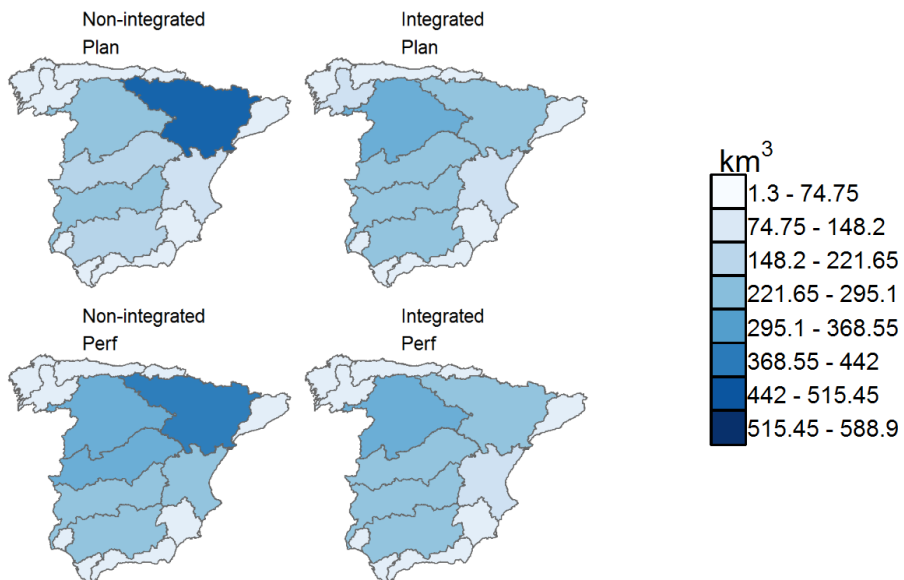 Non-integrated
Plan
Integrated
Plan
Non-integrated
Perf
Integrated
Perf
km³
1.3 - 74.75
74.75 - 148.2
148.2 - 221.65
221.65 - 295.1
295.1 - 368.55
368.55 - 442
442 - 515.45
515.45 - 588.9